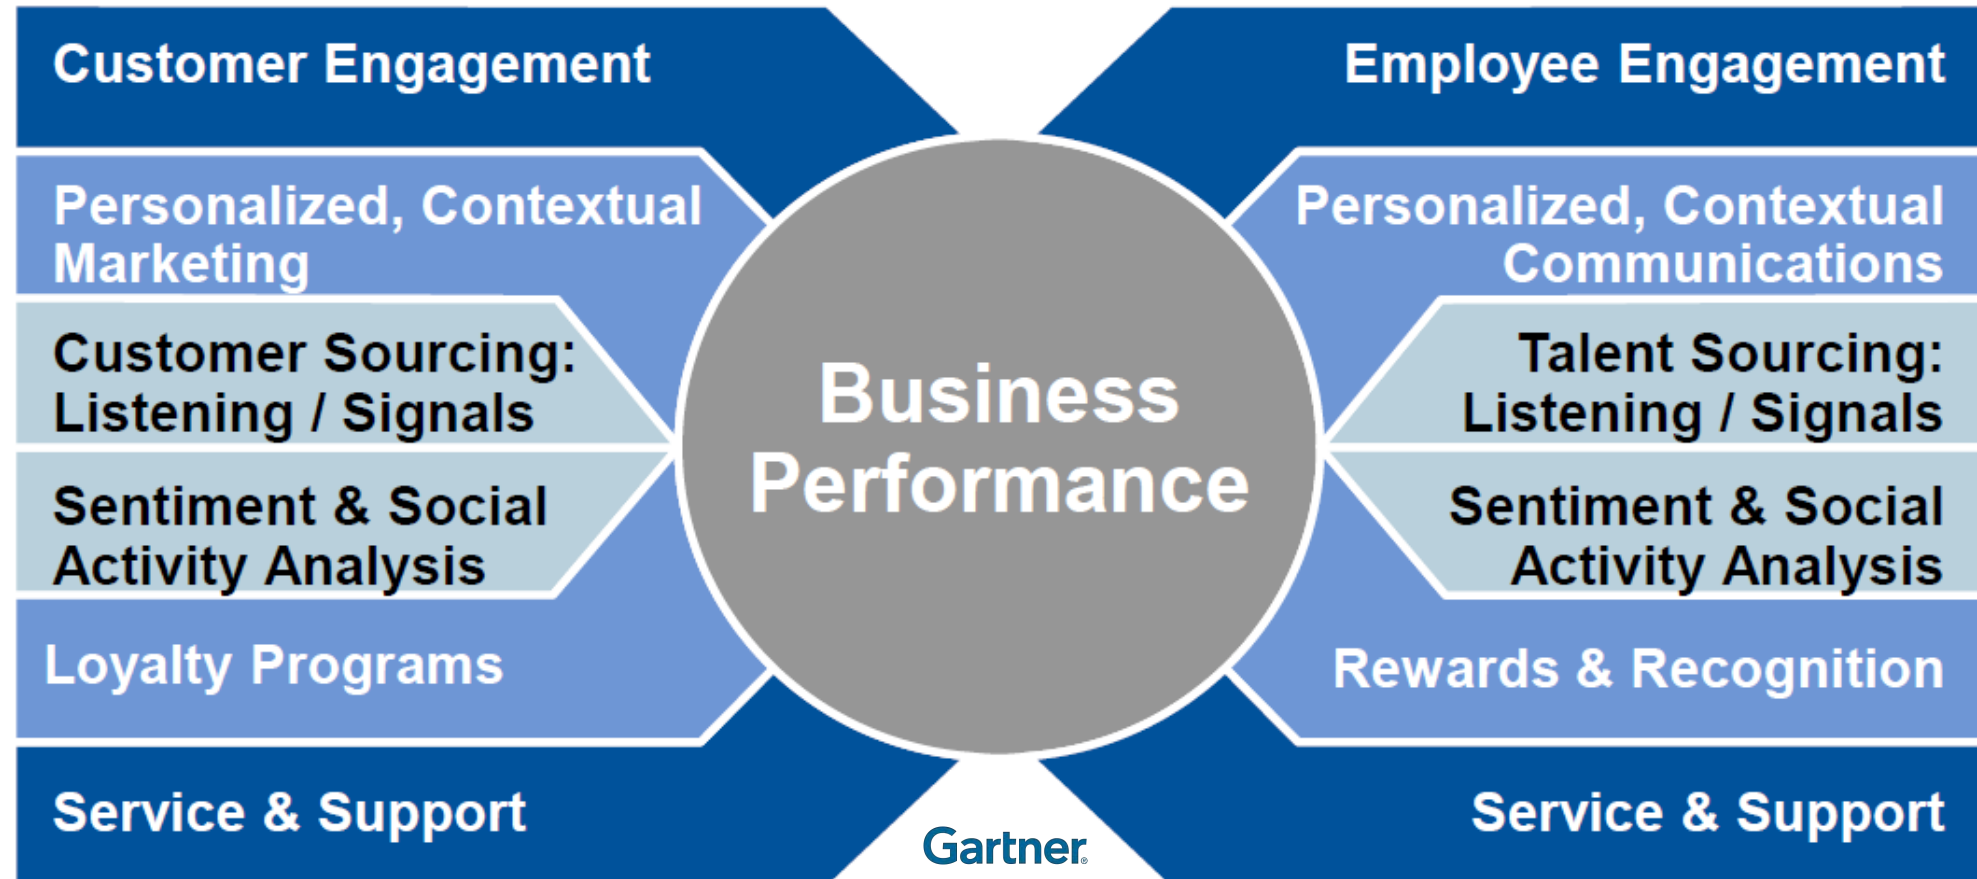 Customer Engagement
Personalized, Contextual
Marketing
Customer Sourcing:
Listening / Signals
Sentiment & Social
Activity Analysis
Loyalty Programs
Service & Support
Business
Performance
Employee Engagement
Personalized, Contextual
Communications
Talent Sourcing:
Listening / Signals
Sentiment & Social
Activity Analysis
Rewards & Recognition
Service & Support
Gartner®